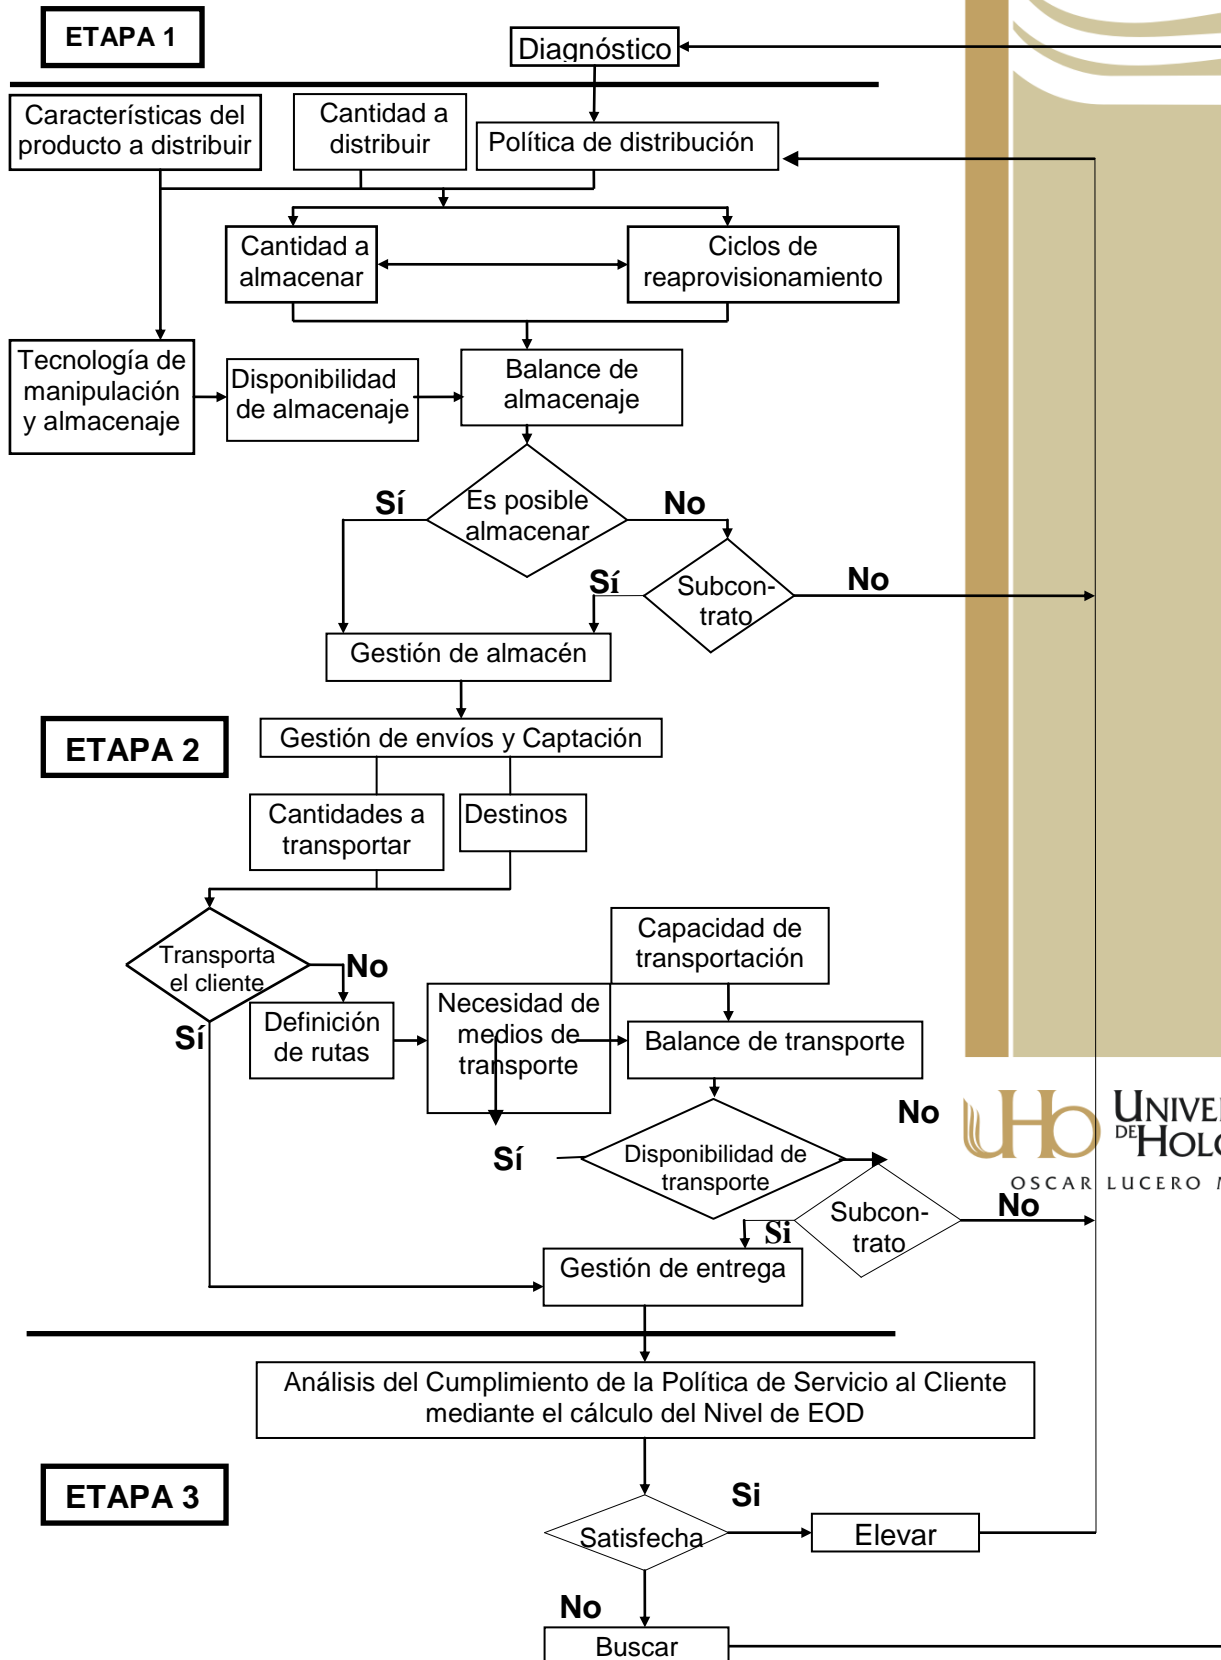 ETAPA 1
Diagnóstico
Características del
producto a distribuir
Cantidad a
distribuir
Política de distribución
Cantidad a
almacenar
Ciclos de
reaprovisionamiento
Tecnología de
manipulación
y almacenaje
Disponibilidad
de almacenaje
Balance de
almacenaje
Sí
Es posible
almacenar
No
Sí
Subcon-
trato
No
Gestión de almacén
ETAPA 2
Gestión de envíos y Captación
Cantidades a
transportar
Destinos
Transporta
el cliente
No
Sí
Definición
de rutas
Necesidad de
medios de
transporte
Capacidad de
transportación
Balance de transporte
No
Sí
Disponibilidad de
transporte
Subcon-
trato
Si
No
UNIVE
DE HOLG
OSCAR LUCERO M
Gestión de entrega
Análisis del Cumplimiento de la Política de Servicio al Cliente
mediante el cálculo del Nivel de EOD
ETAPA 3
Satisfecha
Si
Elevar
No
Buscar